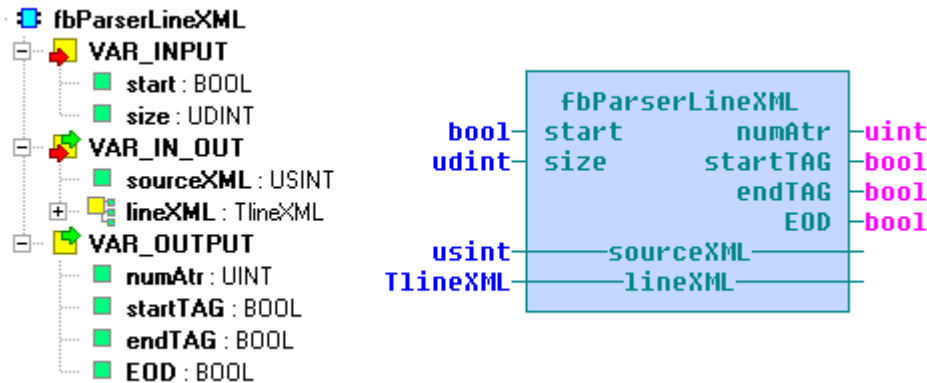 fbParserLineXML
VAR_INPUT
start : BOOL
size : UDINT
VAR_IN_OUT
sourceXML : USINT
lineXML : TlineXML
VAR_OUTPUT
numAtr : UINT
startTAG : BOOL
endTAG : BOOL
EOD : BOOL
fbParserLineXML
bool start numAtr uint
udint size startTAG bool
endTAG bool
EOD bool
usint sourceXML
TlineXML lineXML